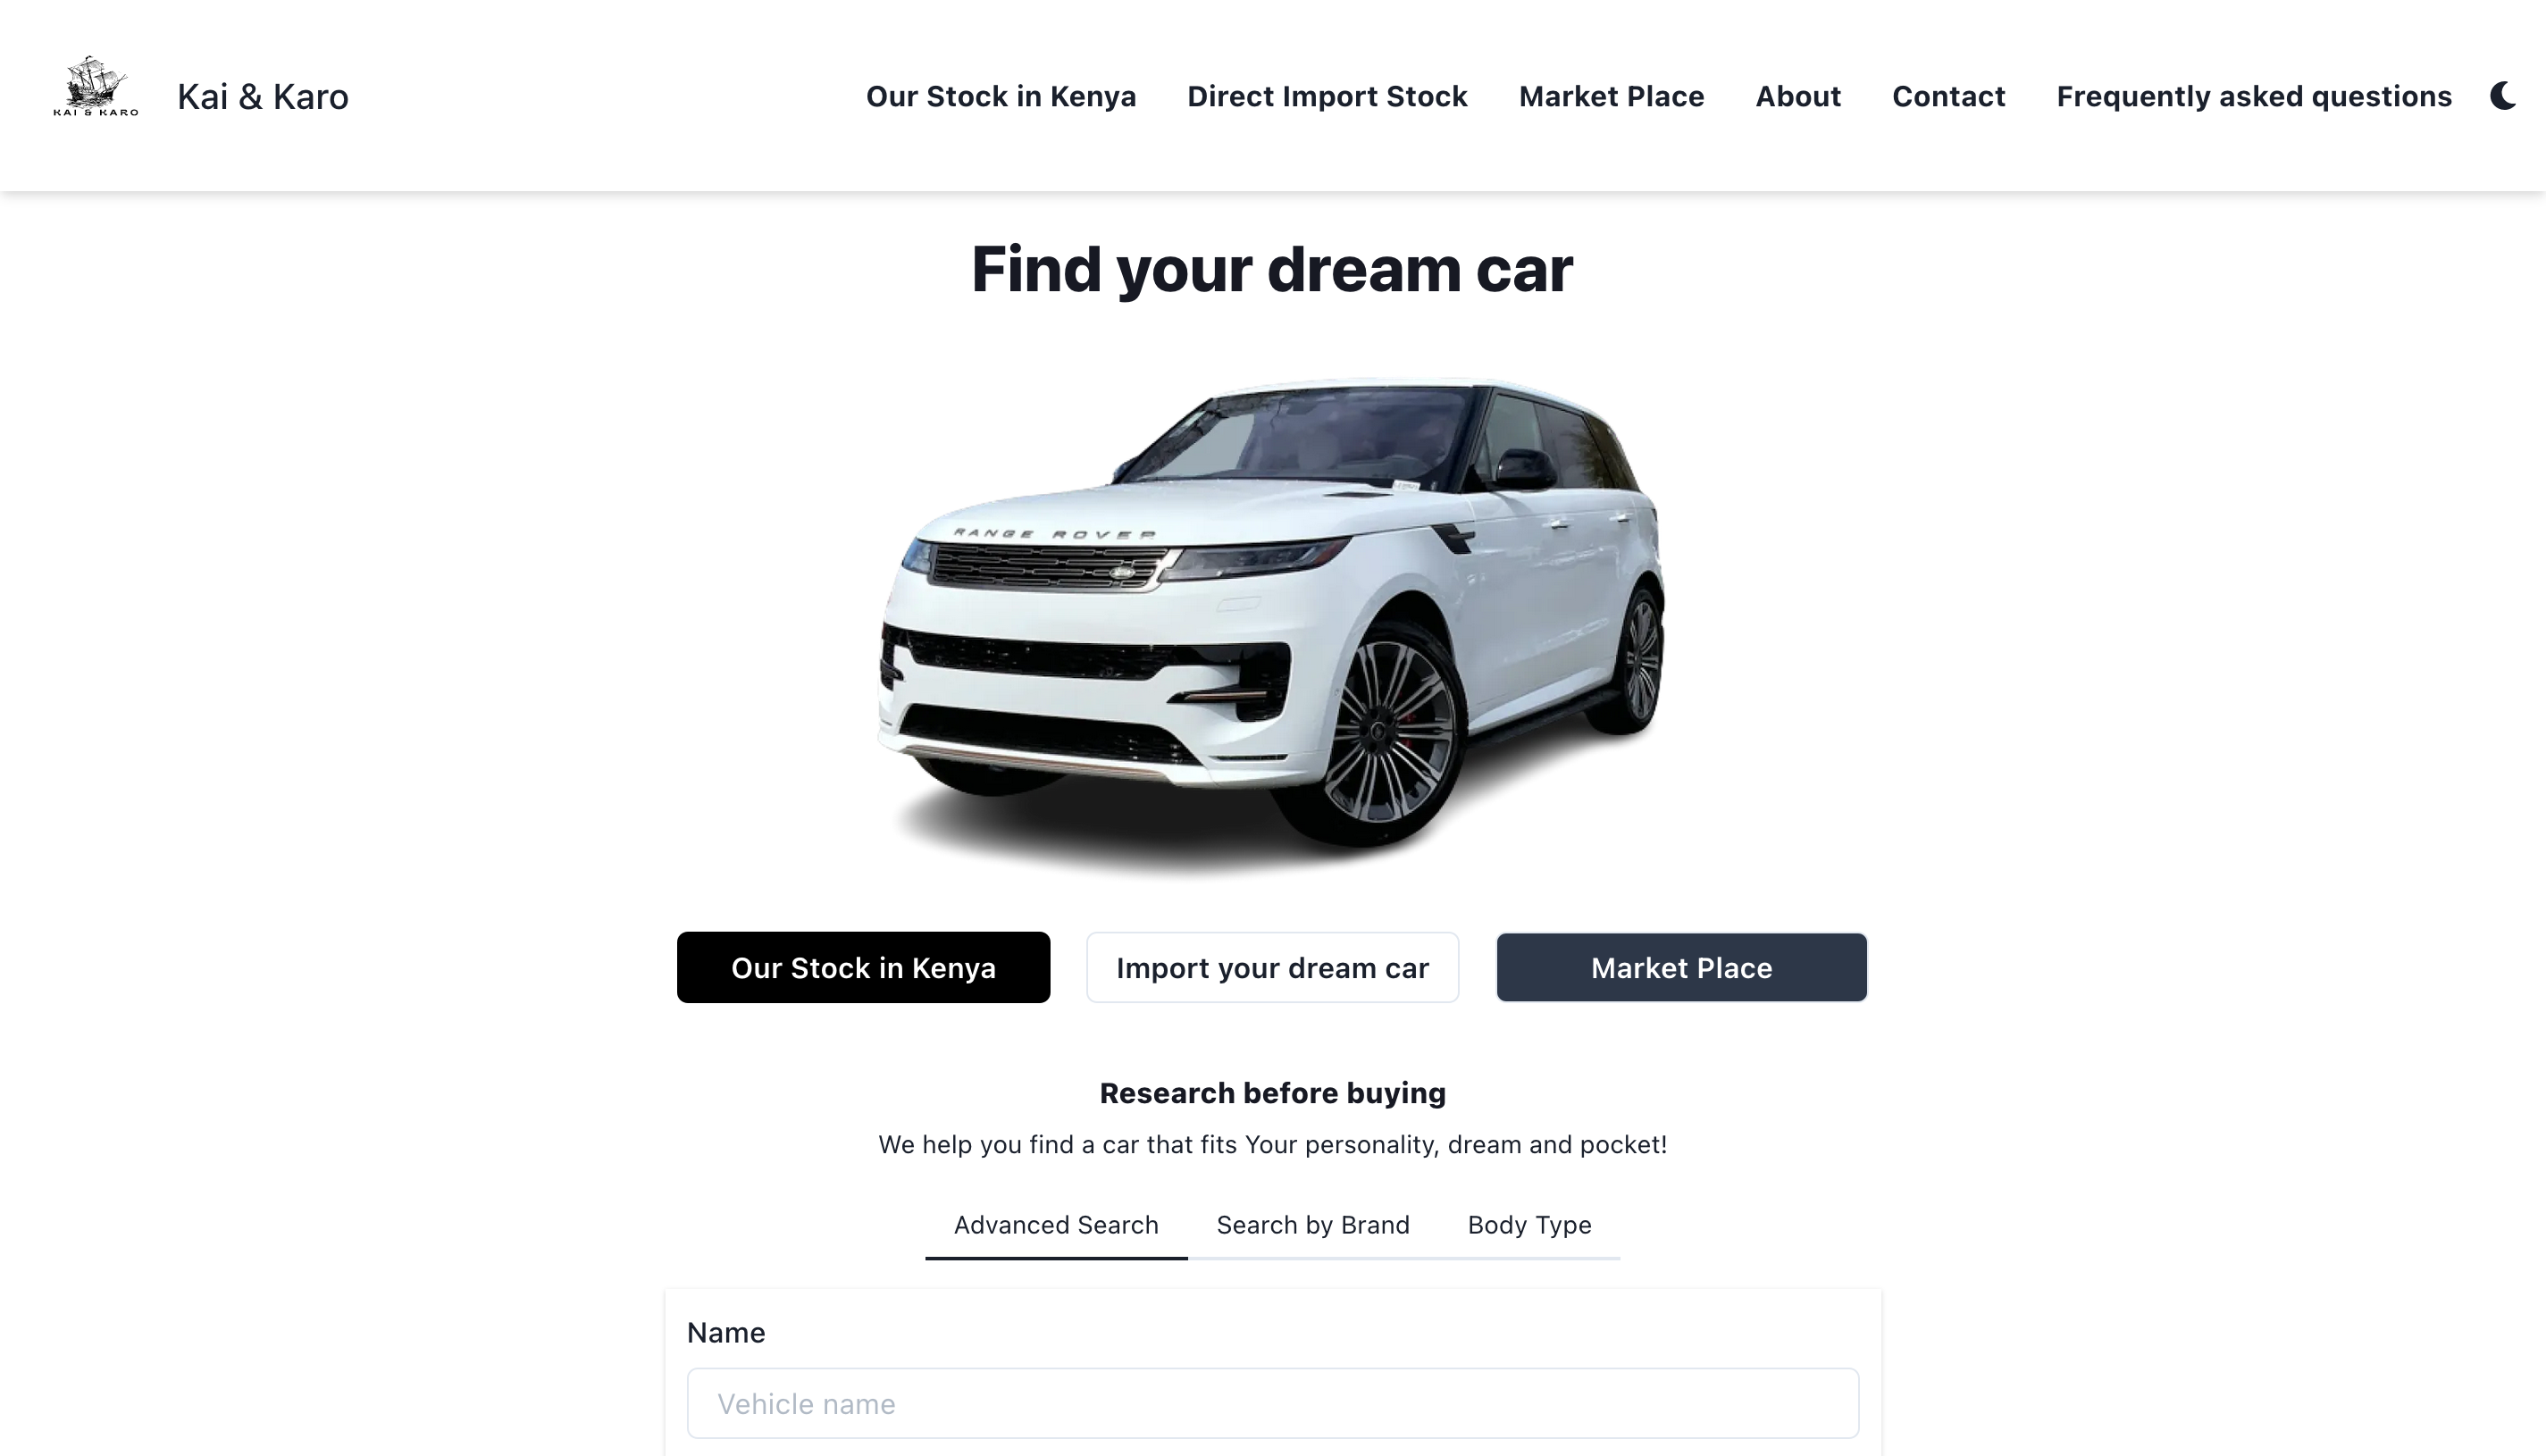 KAI & KARO
Kai & Karo
Our Stock in Kenya
Direct Import Stock
Market Place
About
Contact
Frequently asked questions
Find your dream car
RANGE ROVER
Our Stock in Kenya
Import your dream car
Market Place
Research before buying
We help you find a car that fits Your personality, dream and pocket!
Advanced Search
Search by Brand
Body Type
Name
Vehicle name